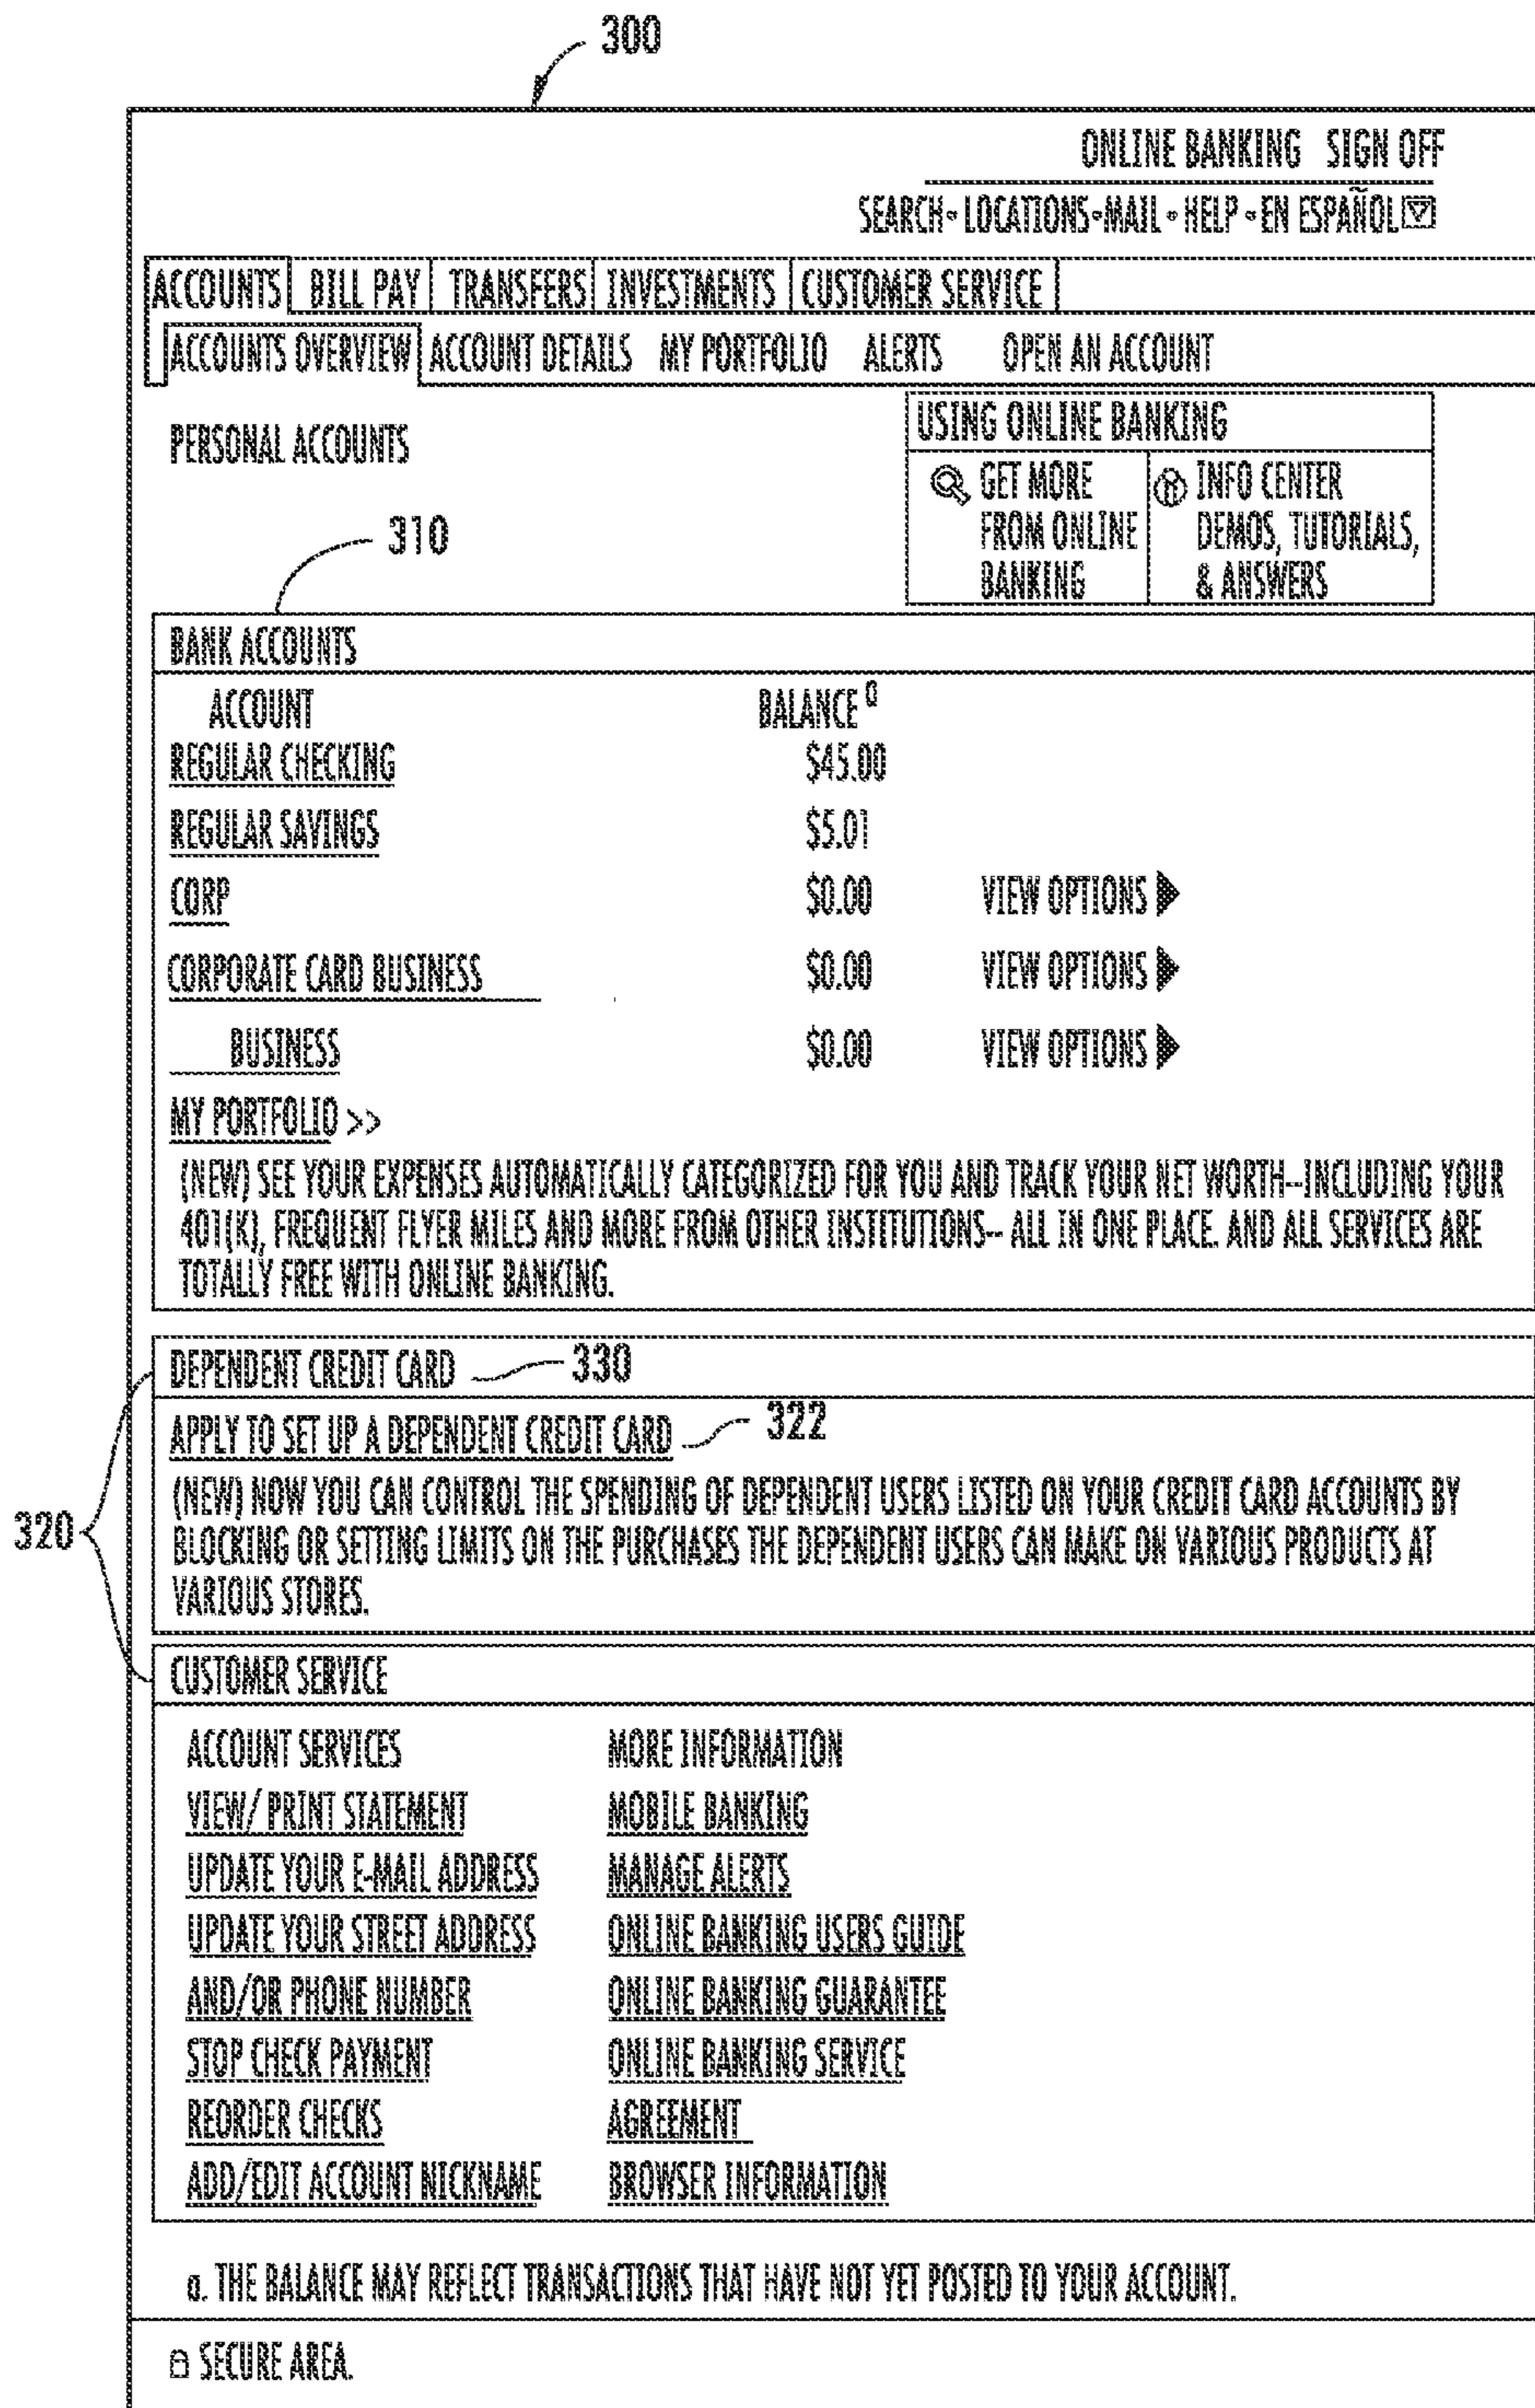 300
ONLINE BANKING SIGN OFF
SEARCH - LOCATIONS - MAIL - HELP - EN ESPAÑOL
ACCOUNTS BILL PAY TRANSFERS INVESTMENTS CUSTOMER SERVICE
ACCOUNTS OVERVIEW ACCOUNT DETAILS MY PORTFOLIO ALERTS OPEN AN ACCOUNT
PERSONAL ACCOUNTS
USING ONLINE BANKING
GET MORE
FROM ONLINE
BANKING
INFO CENTER
DEMOS, TUTORIALS,
& ANSWERS
310
BANK ACCOUNTS
ACCOUNT BALANCE a
REGULAR CHECKING $45.00
REGULAR SAVINGS $5.01
CORP $0.00 VIEW OPTIONS
CORPORATE CARD BUSINESS $0.00 VIEW OPTIONS
BUSINESS $0.00 VIEW OPTIONS
MY PORTFOLIO >>
(NEW) SEE YOUR EXPENSES AUTOMATICALLY CATEGORIZED FOR YOU AND TRACK YOUR NET WORTH--INCLUDING YOUR
401(K), FREQUENT FLYER MILES AND MORE FROM OTHER INSTITUTIONS-- ALL IN ONE PLACE. AND ALL SERVICES ARE
TOTALLY FREE WITH ONLINE BANKING.
DEPENDENT CREDIT CARD 330
APPLY TO SET UP A DEPENDENT CREDIT CARD 322
(NEW) NOW YOU CAN CONTROL THE SPENDING OF DEPENDENT USERS LISTED ON YOUR CREDIT CARD ACCOUNTS BY
320 BLOCKING OR SETTING LIMITS ON THE PURCHASES THE DEPENDENT USERS CAN MAKE ON VARIOUS PRODUCTS AT
VARIOUS STORES.
CUSTOMER SERVICE
ACCOUNT SERVICES MORE INFORMATION
VIEW/ PRINT STATEMENT MOBILE BANKING
UPDATE YOUR E-MAIL ADDRESS MANAGE ALERTS
UPDATE YOUR STREET ADDRESS ONLINE BANKING USERS GUIDE
AND/OR PHONE NUMBER ONLINE BANKING GUARANTEE
STOP CHECK PAYMENT ONLINE BANKING SERVICE
REORDER CHECKS AGREEMENT
ADD/EDIT ACCOUNT NICKNAME BROWSER INFORMATION
a. THE BALANCE MAY REFLECT TRANSACTIONS THAT HAVE NOT YET POSTED TO YOUR ACCOUNT.
SECURE AREA.